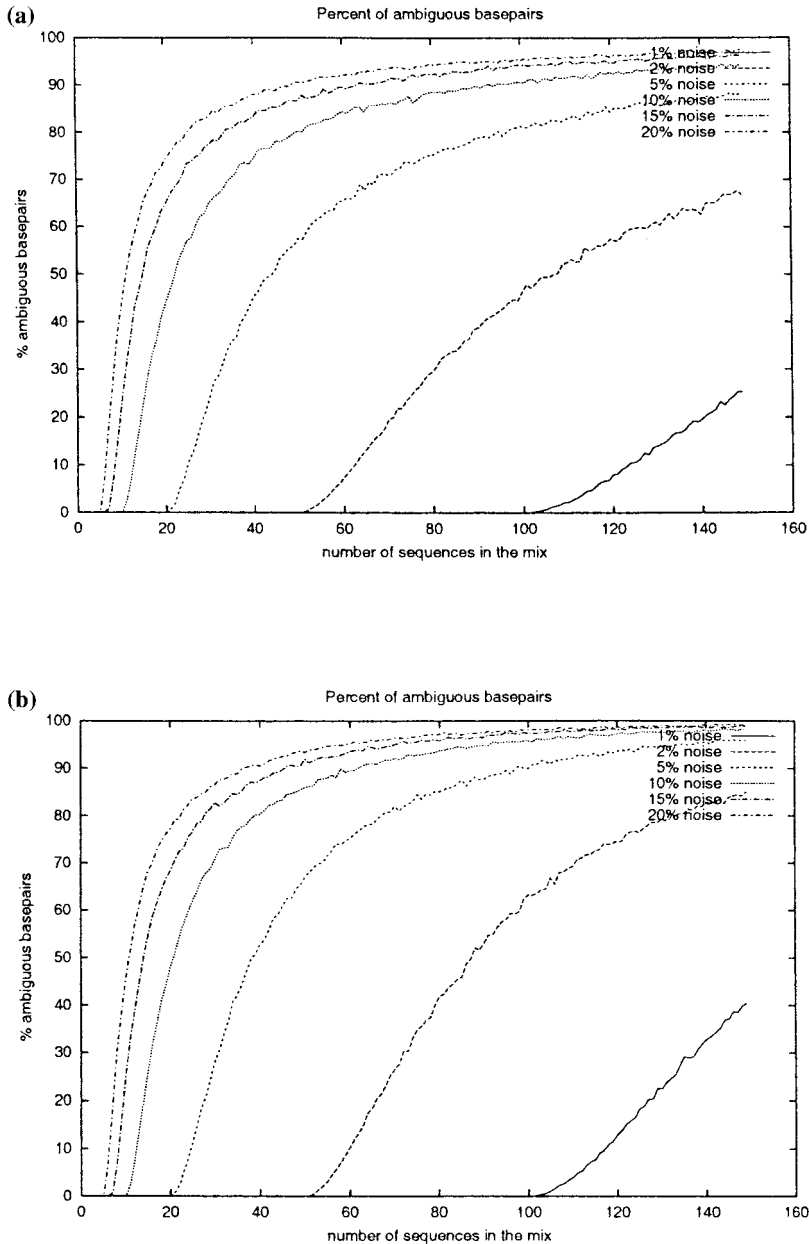 (a)
Percent of ambiguous basepairs
100
90
80
70
60
50
40
30
20
10
0
% ambiguous basepairs
1% noise
2% noise
5% noise
10% noise
15% noise
20% noise
0 20 40 60 80 100 120 140 160
number of sequences in the mix
(b)
Percent of ambiguous basepairs
100
90
80
70
60
50
40
30
20
10
0
% ambiguous basepairs
1% noise
2% noise
5% noise
10% noise
15% noise
20% noise
0 20 40 60 80 100 120 140 160
number of sequences in the mix